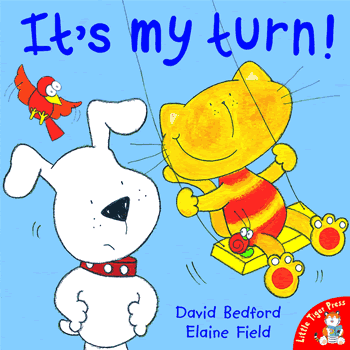 It's my turn!
David Bedford
Elaine Field
Little Tiger Press